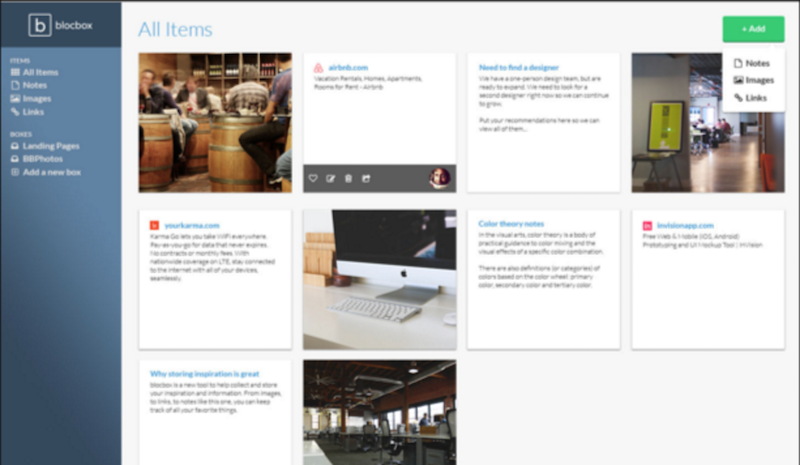 blocbox
ITEMS
All Items
Notes
Images
Links
BOXES
Landing Pages
BBPhotos
Add a new box
All Items
+ Add
Notes
Images
Links
airbnb.com
Vacation Rentals, Homes, Apartments,
Rooms for Rent - Airbnb
Need to find a designer
We have a one-person design team, but are
ready to expand. We need to look for a
second designer right now so we can continue
to grow.
Put your recommendations here so we can
view all of them...
yourkarma.com
Karma Go lets you take WiFi everywhere.
Pay-as-you-go for data that never expires.
No contracts or monthly fees. With
nationwide coverage on LTE, stay connected
to the Internet with all of your devices,
seamlessly.
Color theory notes
In the visual arts, color theory is a body of
practical guidance to color mixing and the
visual effects of a specific color combination.
There are also definitions (or categories) of
colors based on the color wheel: primary
color, secondary color and tertiary color.
invisionapp.com
Free Web & Mobile (iOS, Android)
Prototyping and UI Mockup Tool | InVision
Why storing inspiration is great
blocbox is a new tool to help collect and store
your inspiration and information. From images,
to links, to notes like this one, you can keep
track of all your favorite things.